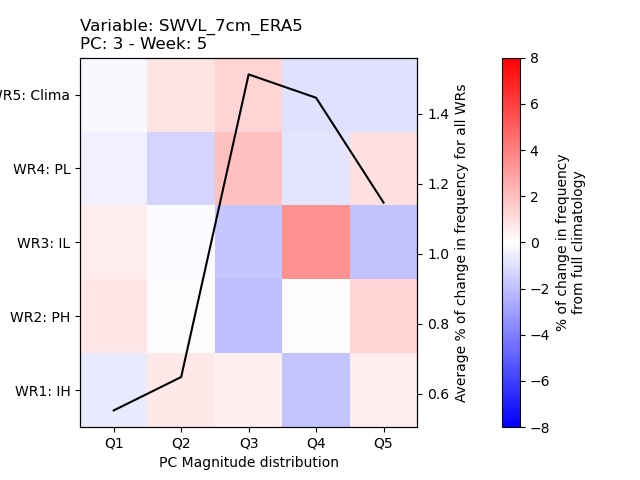 Variable: SWVL_7cm_ERA5
PC: 3 - Week: 5
WR5: Clima
WR4: PL
WR3: IL
WR2: PH
WR1: IH
Q1 Q2 Q3 Q4 Q5
PC Magnitude distribution
1.4
1.2
1.0
0.8
0.6
Average % of change in frequency for all WRs
8
6
4
2
0
−2
−4
−6
−8
% of change in frequency
from full climatology